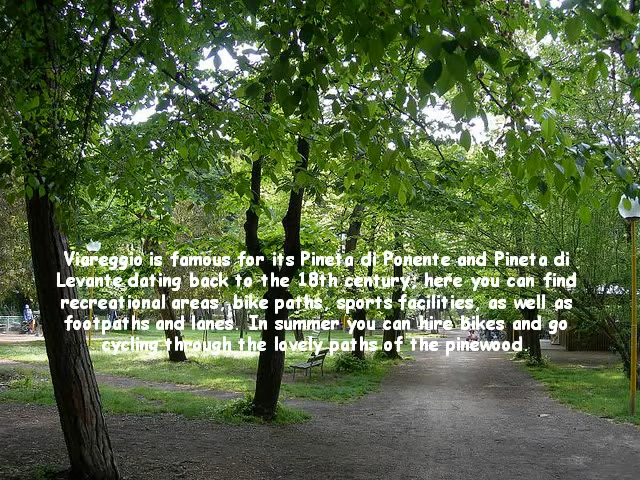 Viareggio is famous for its Pineta di Ponente and Pineta di
Levante dating back to the 18th century: here you can find
recreational areas, bike paths, sports facilities, as well as
footpaths and lanes. In summer you can hire bikes and go
cycling through the lovely paths of the pinewood.